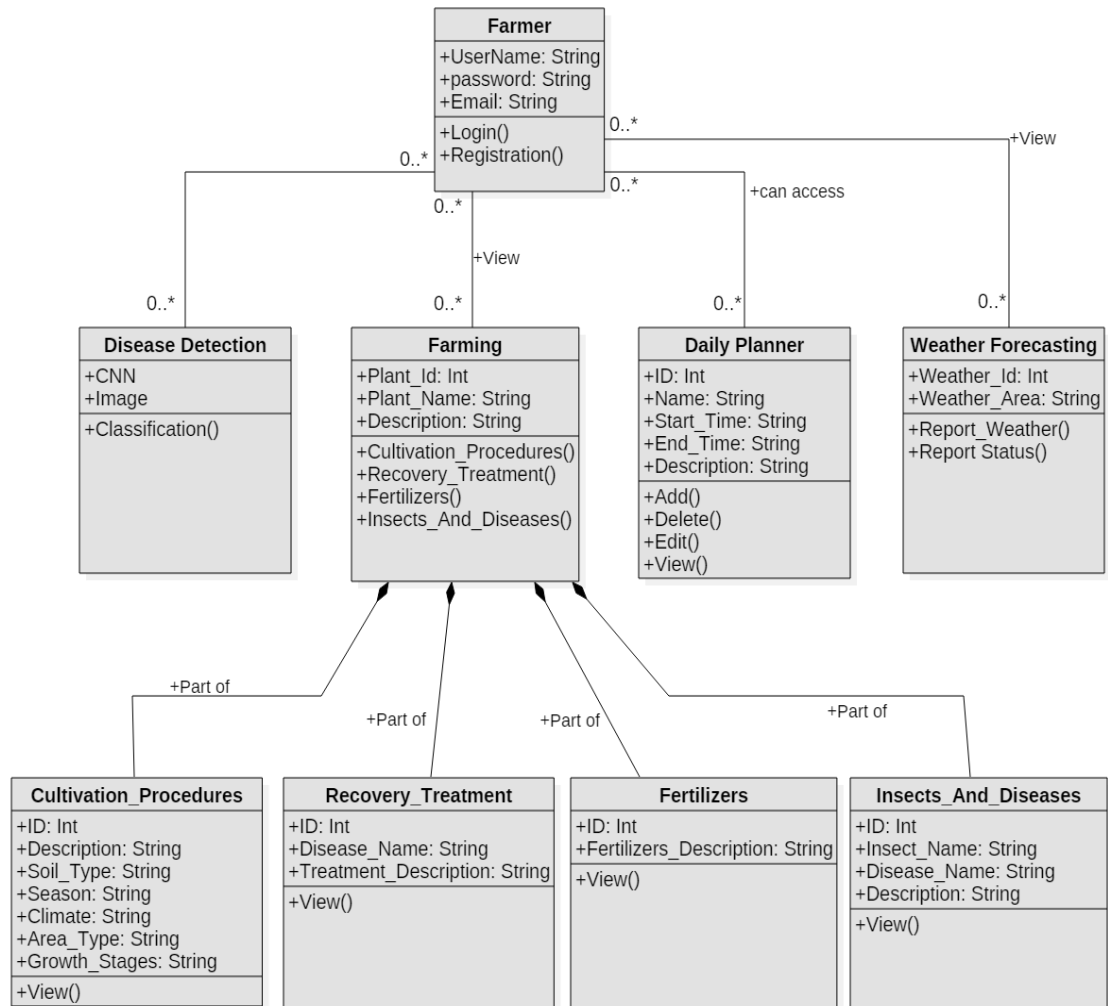 Farmer
+UserName: String
+password: String
+Email: String
+Login()
+Registration()
0..*
0..*
+View
0..*
0..*
+can access
+View
0..*
0..*
0..*
0..*
Disease Detection
+CNN
+Image
+Classification()
Farming
+Plant_Id: Int
+Plant_Name: String
+Description: String
+Cultivation_Procedures()
+Recovery_Treatment()
+Fertilizers()
+Insects_And_Diseases()
Daily Planner
+ID: Int
+Name: String
+Start_Time: String
+End_Time: String
+Description: String
+Add()
+Delete()
+Edit()
+View()
Weather Forecasting
+Weather_Id: Int
+Weather_Area: String
+Report_Weather()
+Report Status()
+Part of
+Part of
+Part of
+Part of
Cultivation_Procedures
+ID: Int
+Description: String
+Soil_Type: String
+Season: String
+Climate: String
+Area_Type: String
+Growth_Stages: String
+View()
Recovery_Treatment
+ID: Int
+Disease_Name: String
+Treatment_Description: String
+View()
Fertilizers
+ID: Int
+Fertilizers_Description: String
+View()
Insects_And_Diseases
+ID: Int
+Insect_Name: String
+Disease_Name: String
+Description: String
+View()